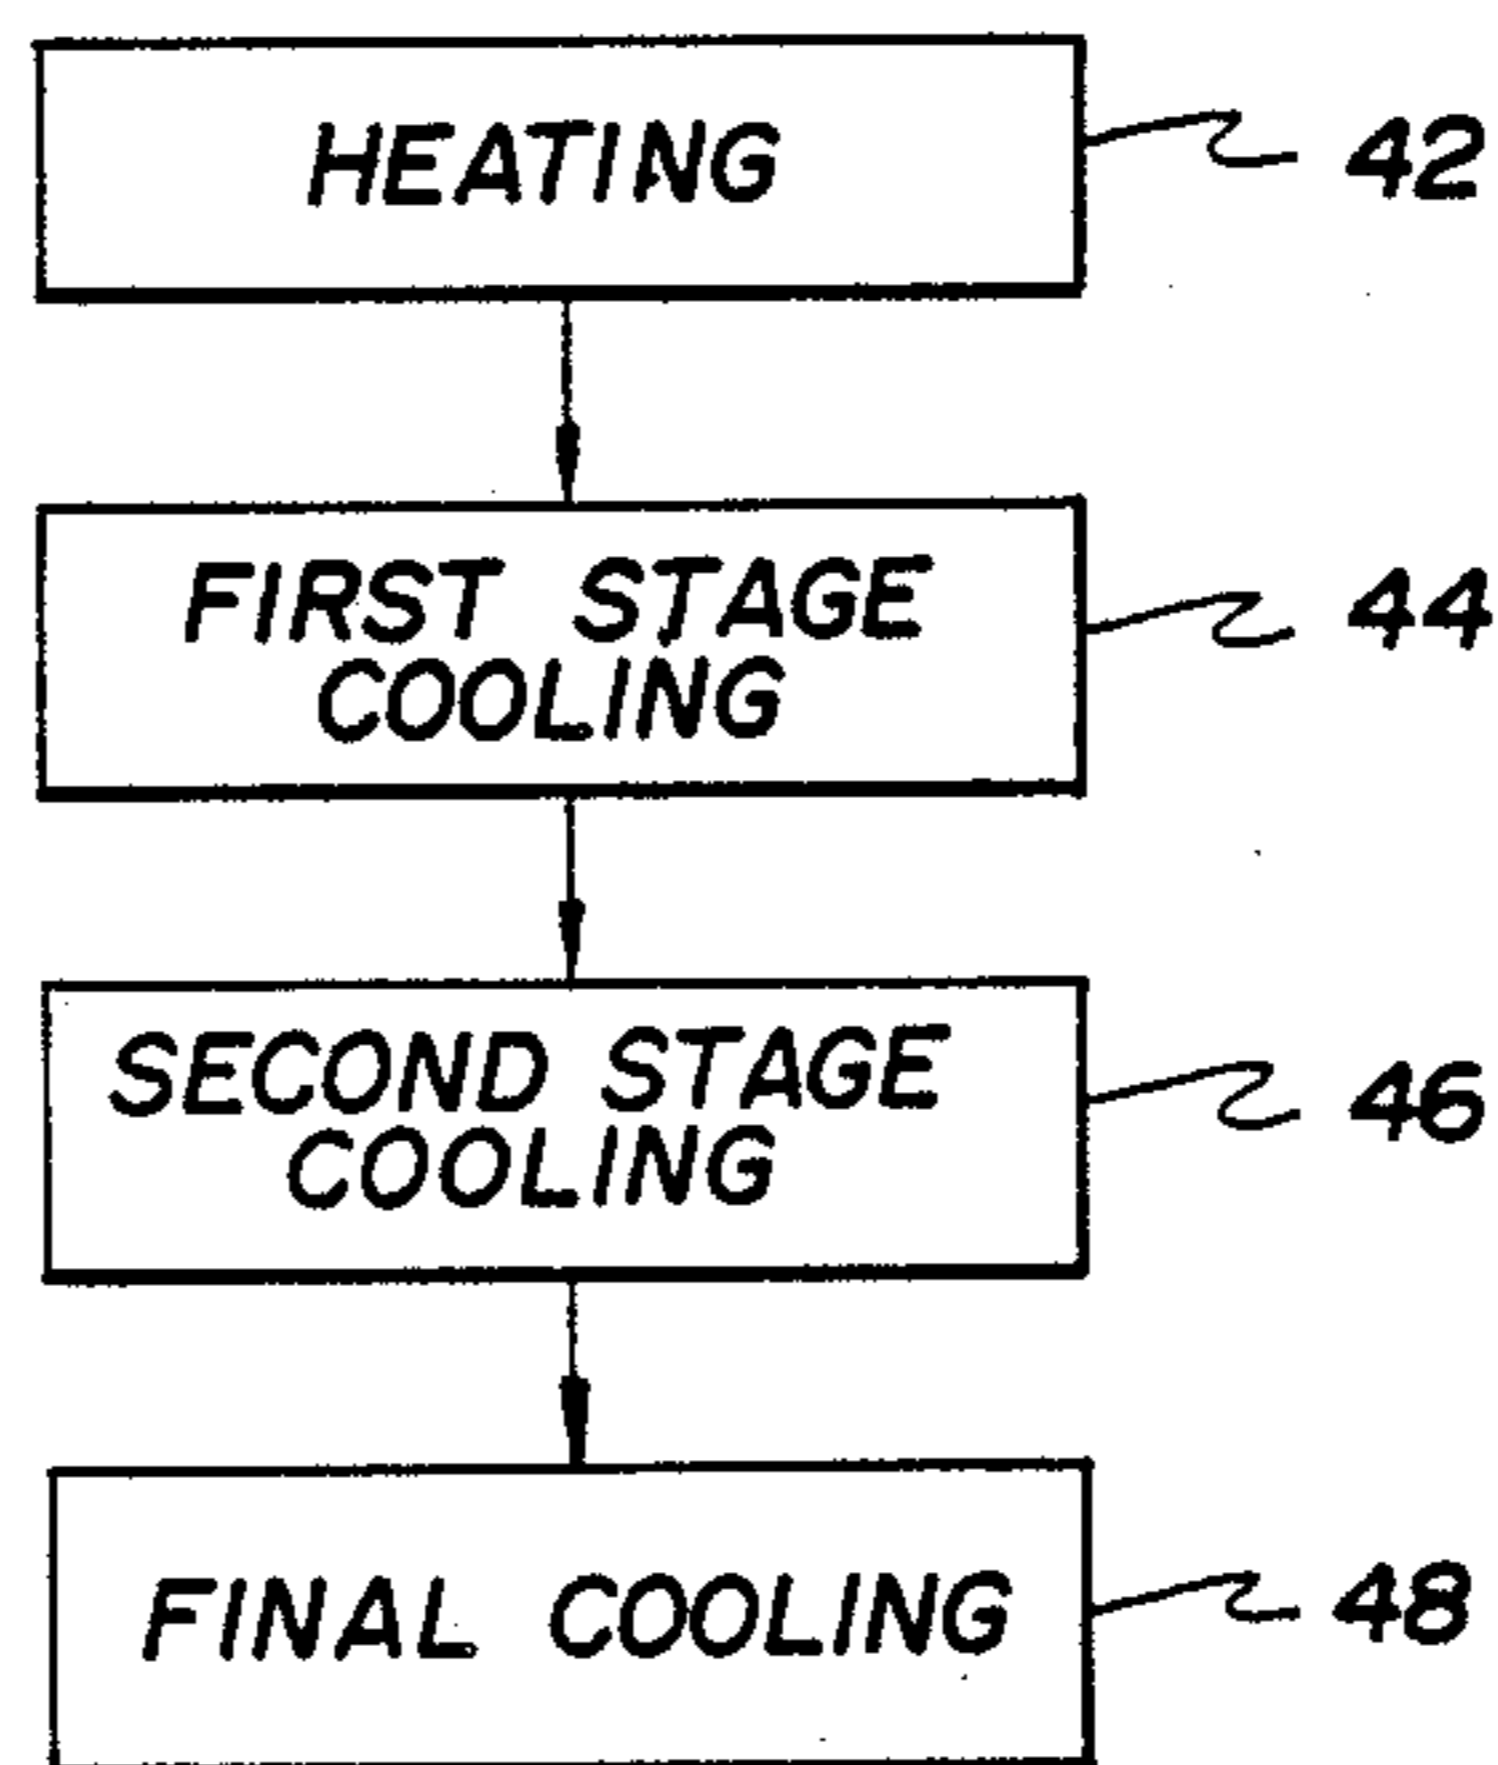 HEATING
42
FIRST STAGE
COOLING
44
SECOND STAGE
COOLING
46
FINAL COOLING
48